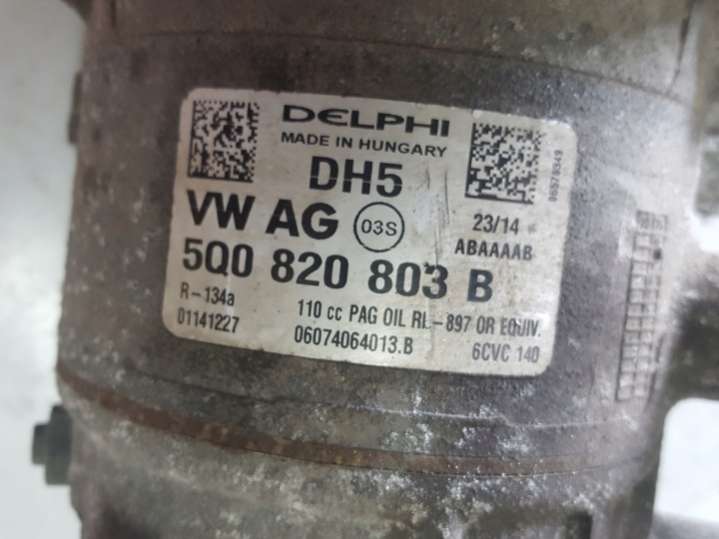 DELPHI
MADE IN HUNGARY
DH5
VW AG 03S
23/14
ABAAAAB
5Q0 820 803 B
R-134a
110 cc PAG OIL RL-897 OR EQUIV.
01141227
06074064013.B
6CVC 140